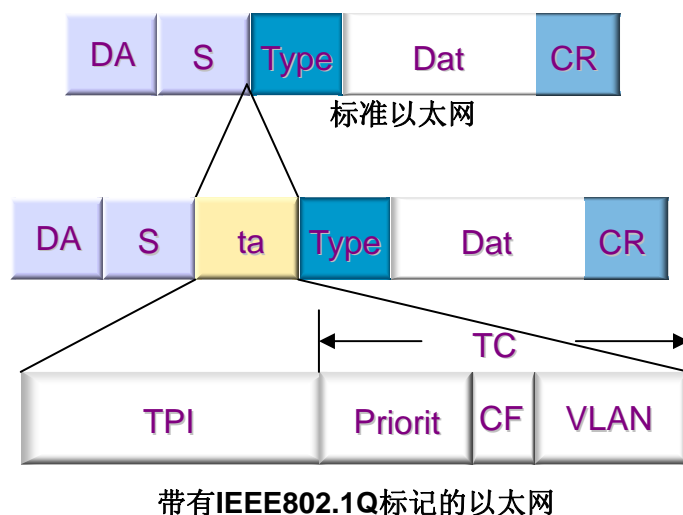 DA S Type Dat CR
标准以太网
DA S ta Type Dat CR
TC
TPI Priorit CF VLAN
带有IEEE802.1Q标记的以太网